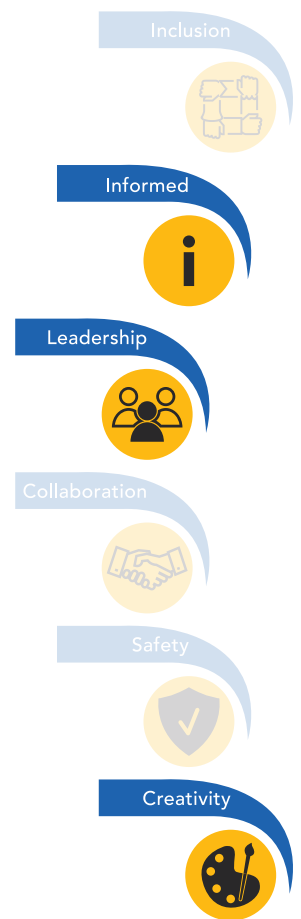 Inclusion
Informed
Leadership
Collaboration
Safety
Creativity